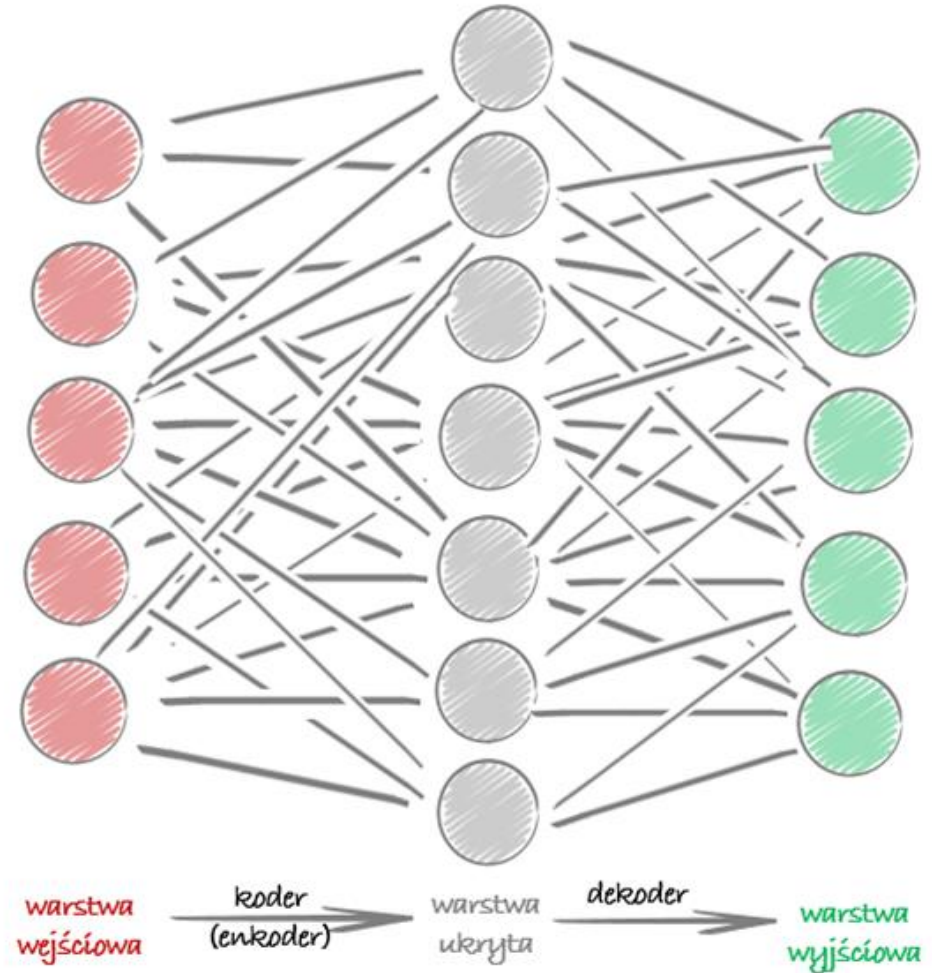 warstwa
wejściowa
koder
(enkoder)
warstwa
ukryta
dekoder
warstwa
wyjściowa